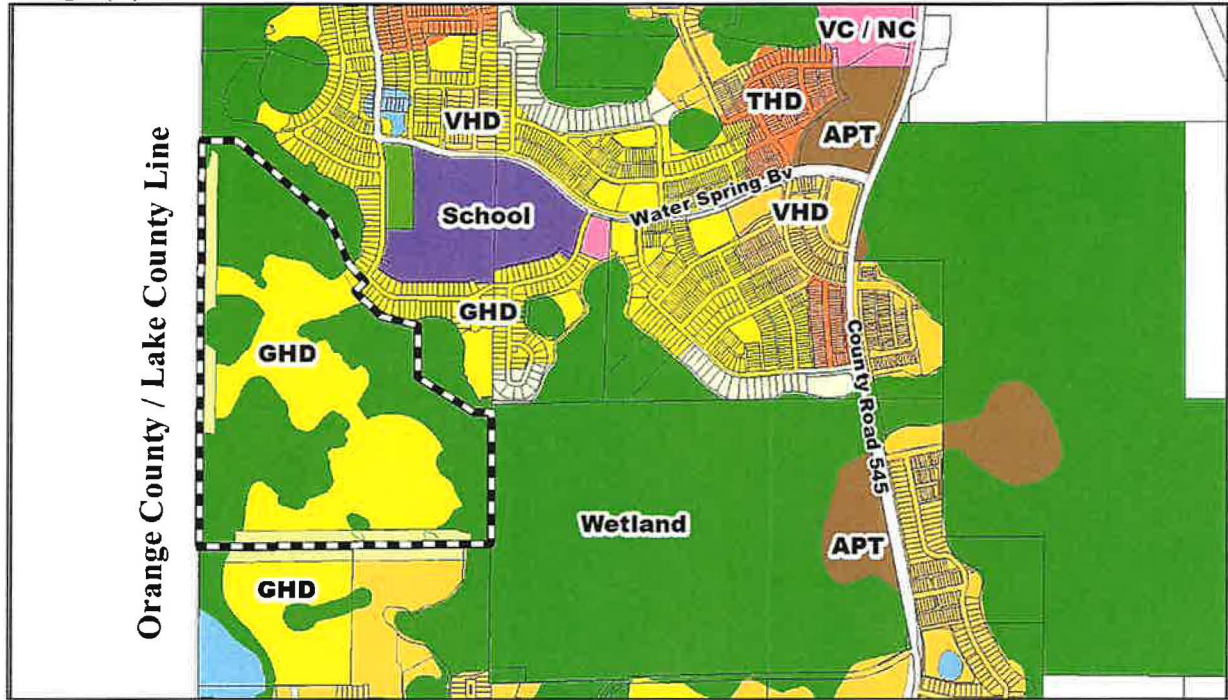 VC / NC
THD
VHD
APT
Orange County / Lake County Line
Water Spring Bv
School
VHD
GHD
GHD
County Road 545
Wetland
APT
GHD